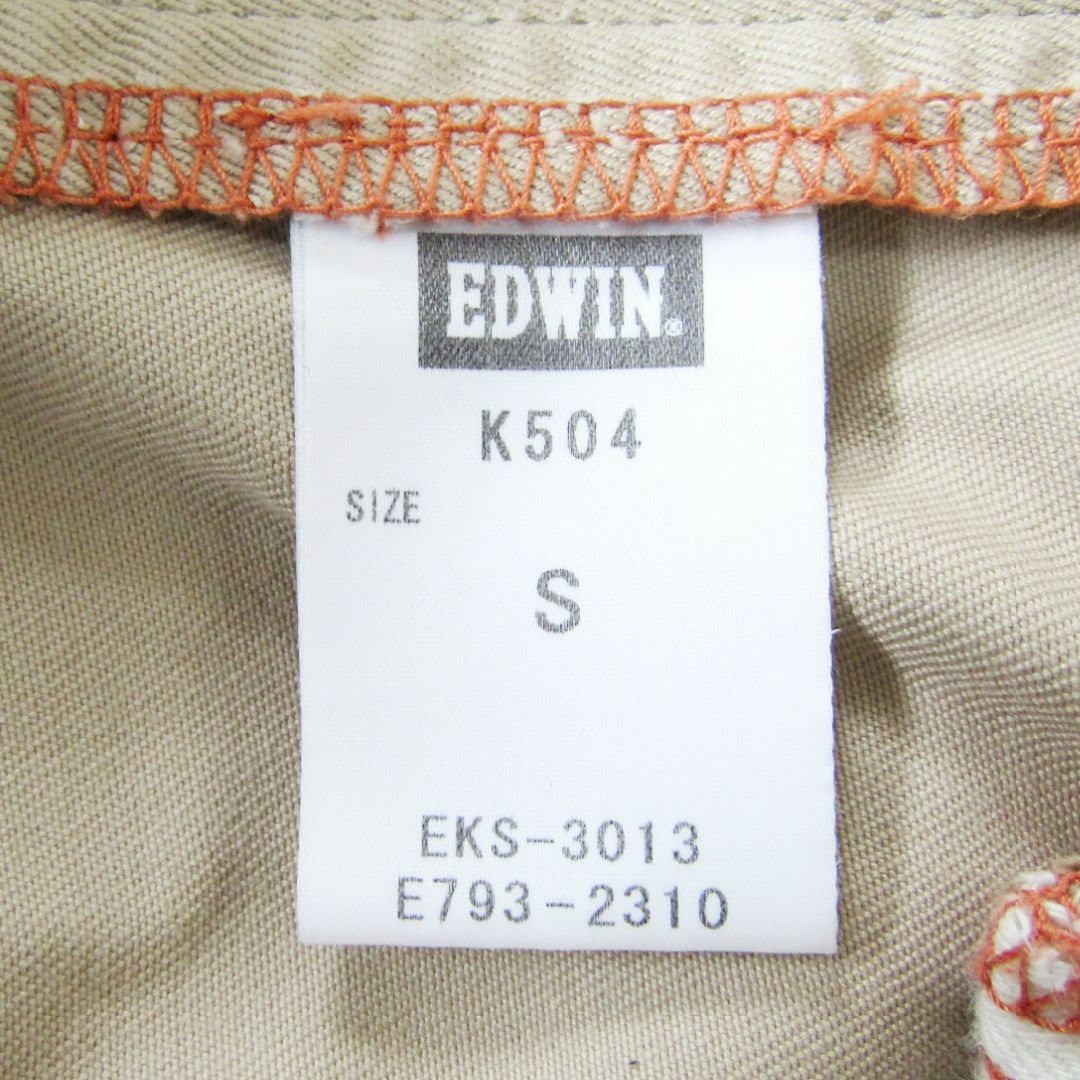 EDWIN®
K504
SIZE
S
EKS-3013
E793-2310